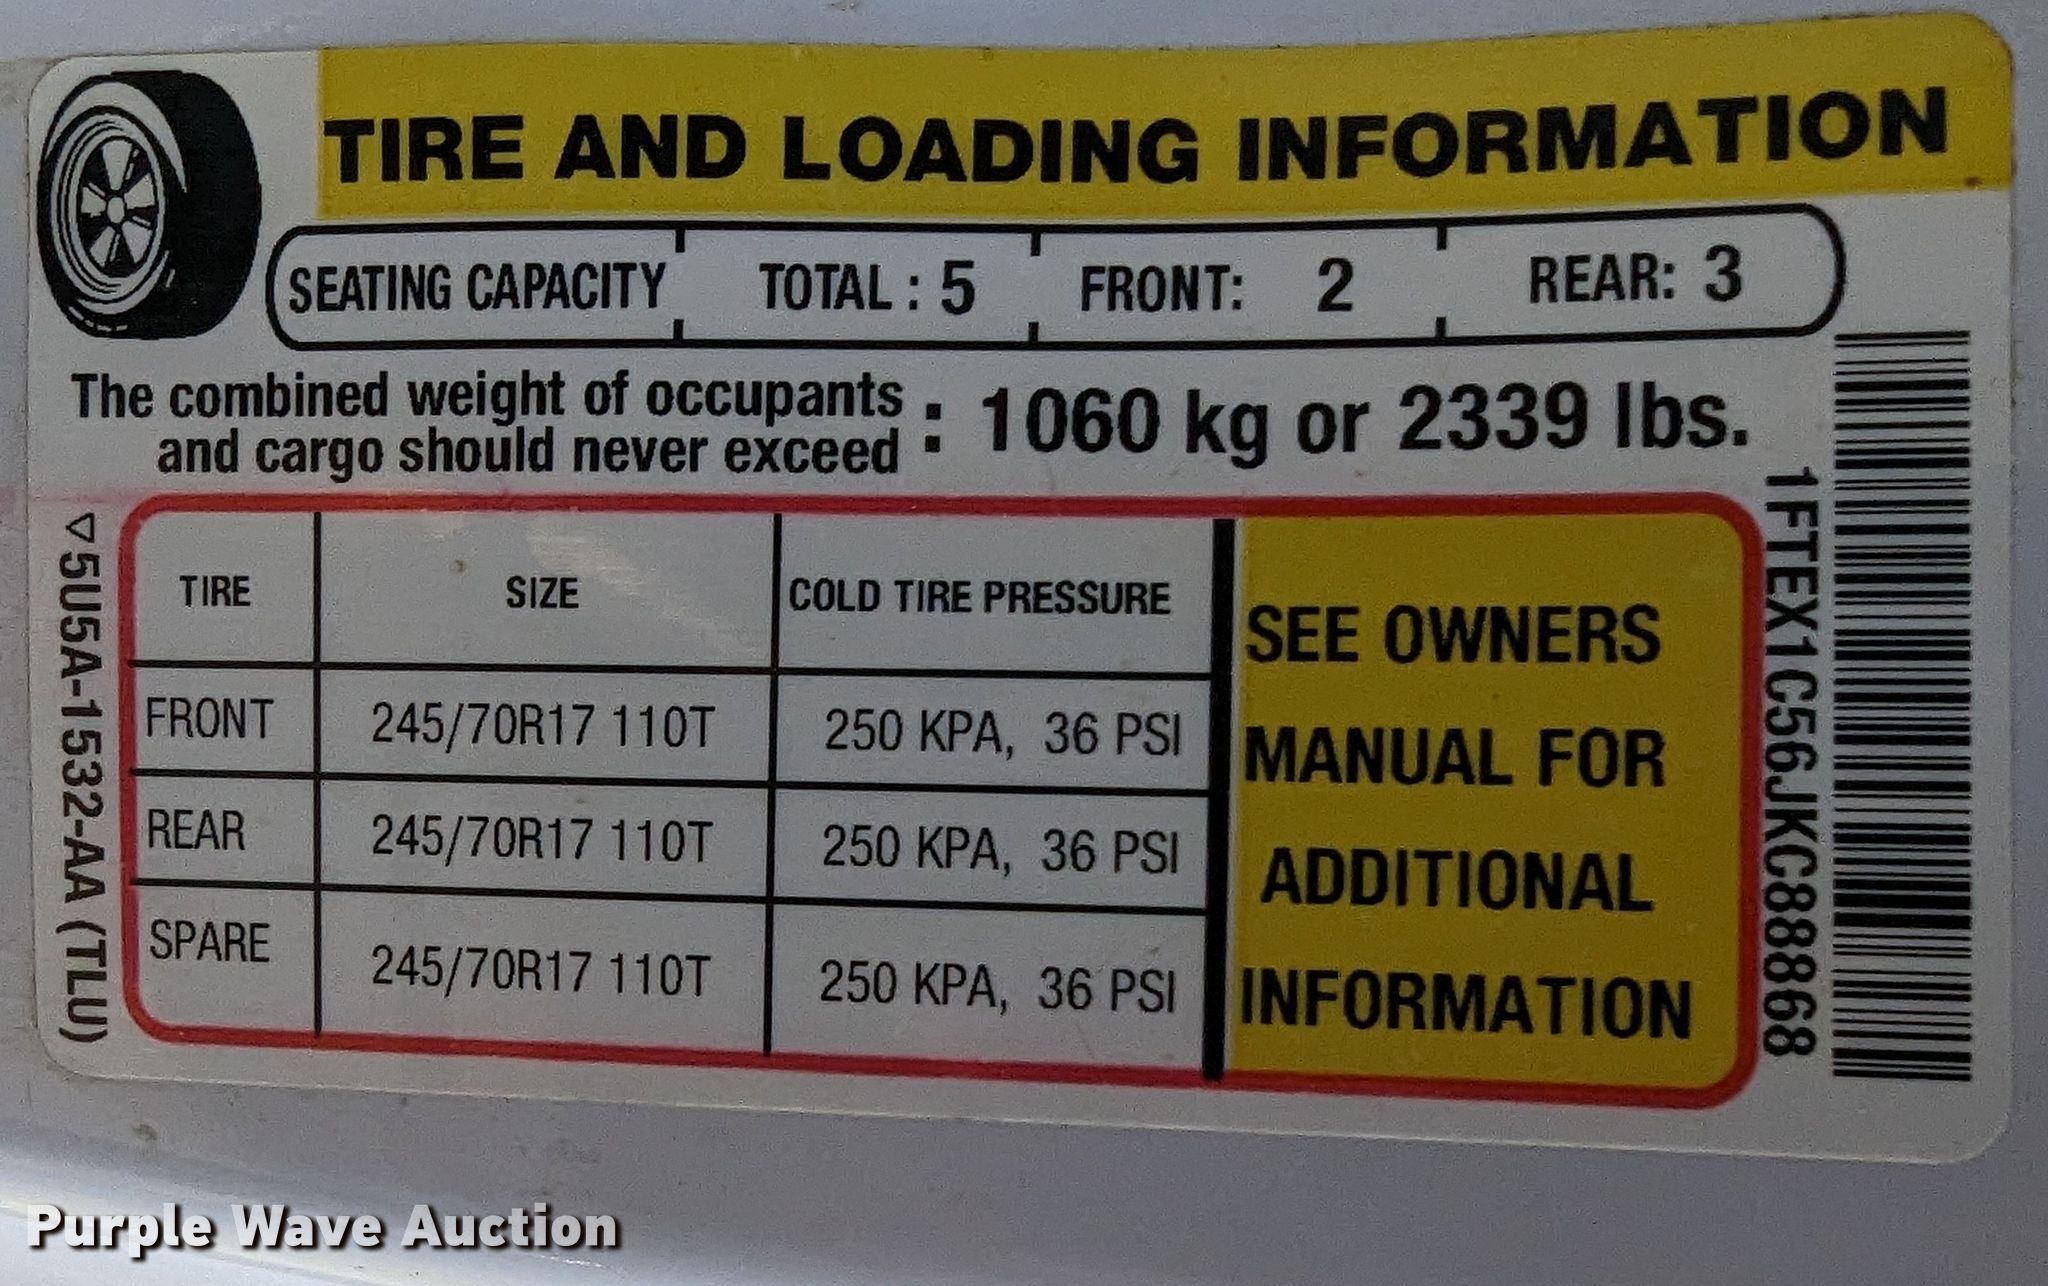 TIRE AND LOADING INFORMATION
SEATING CAPACITY TOTAL : 5 FRONT: 2 REAR: 3
The combined weight of occupants
and cargo should never exceed : 1060 kg or 2339 lbs.
TIRE SIZE COLD TIRE PRESSURE
FRONT 245/70R17 110T 250 KPA, 36 PSI
REAR 245/70R17 110T 250 KPA, 36 PSI
SPARE 245/70R17 110T 250 KPA, 36 PSI
SEE OWNERS
MANUAL FOR
ADDITIONAL
INFORMATION
▽5U5A-1532-AA (TLU)
1FTEX1C56JKC88868
Purple Wave Auction